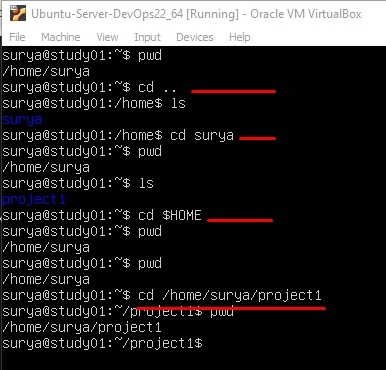 Ubuntu-Server-DevOps22_64 [Running] - Oracle VM VirtualBox
File Machine View Input Devices Help
surya@study01:~$ pwd
/home/surya
surya@study01:~$ cd ..
surya@study01:/home$ ls
surya
surya@study01:/home$ cd surya
surya@study01:~$ pwd
/home/surya
surya@study01:~$ ls
project1
surya@study01:~$ cd $HOME
surya@study01:~$ pwd
/home/surya
surya@study01:~$ pwd
/home/surya
surya@study01:~$ cd /home/surya/project1
surya@study01:~/project1$ pwd
/home/surya/project1
surya@study01:~/project1$